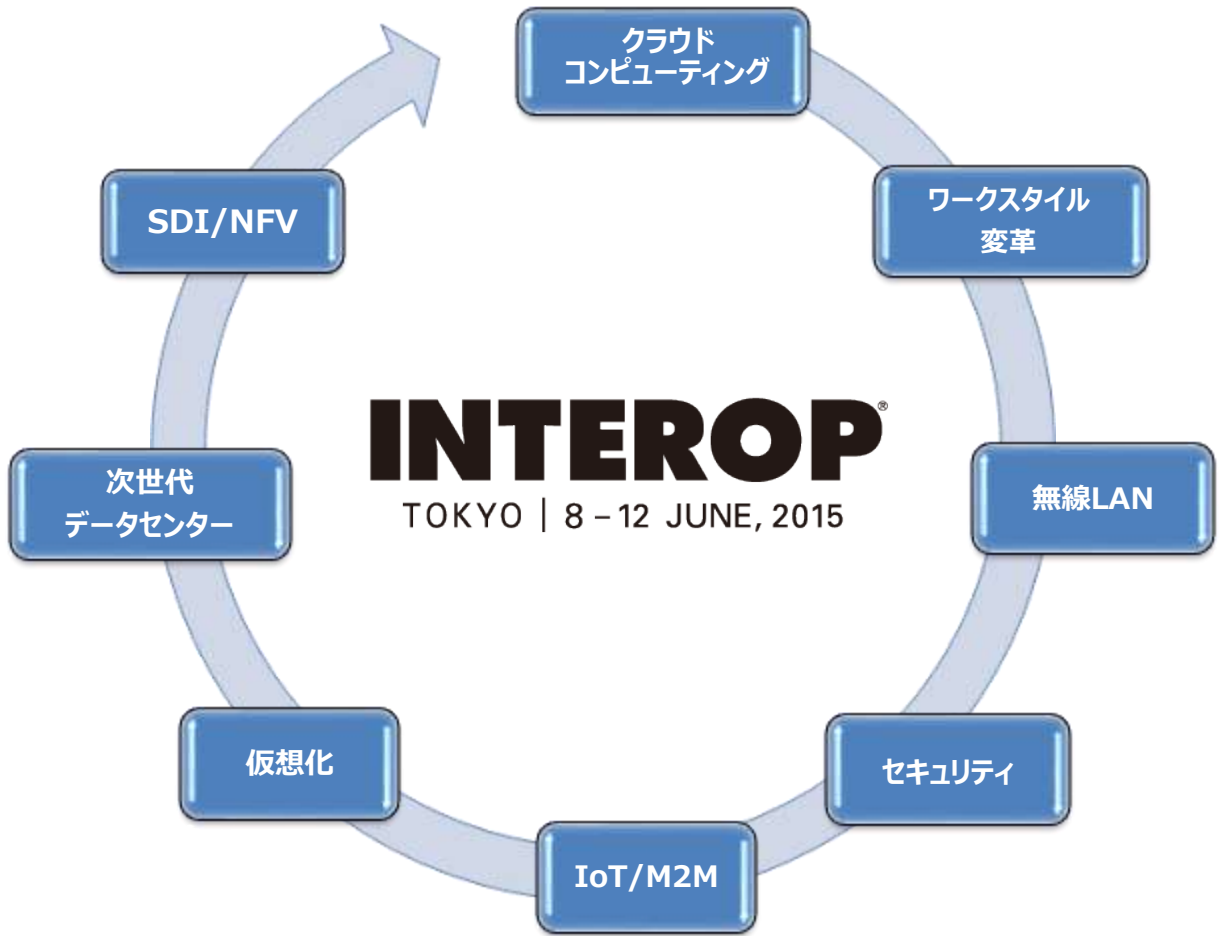 クラウド
コンピューティング
ワークスタイル
変革
無線LAN
セキュリティ
IoT/M2M
仮想化
次世代
データセンター
SDI/NFV
INTEROP®
TOKYO | 8 – 12 JUNE, 2015